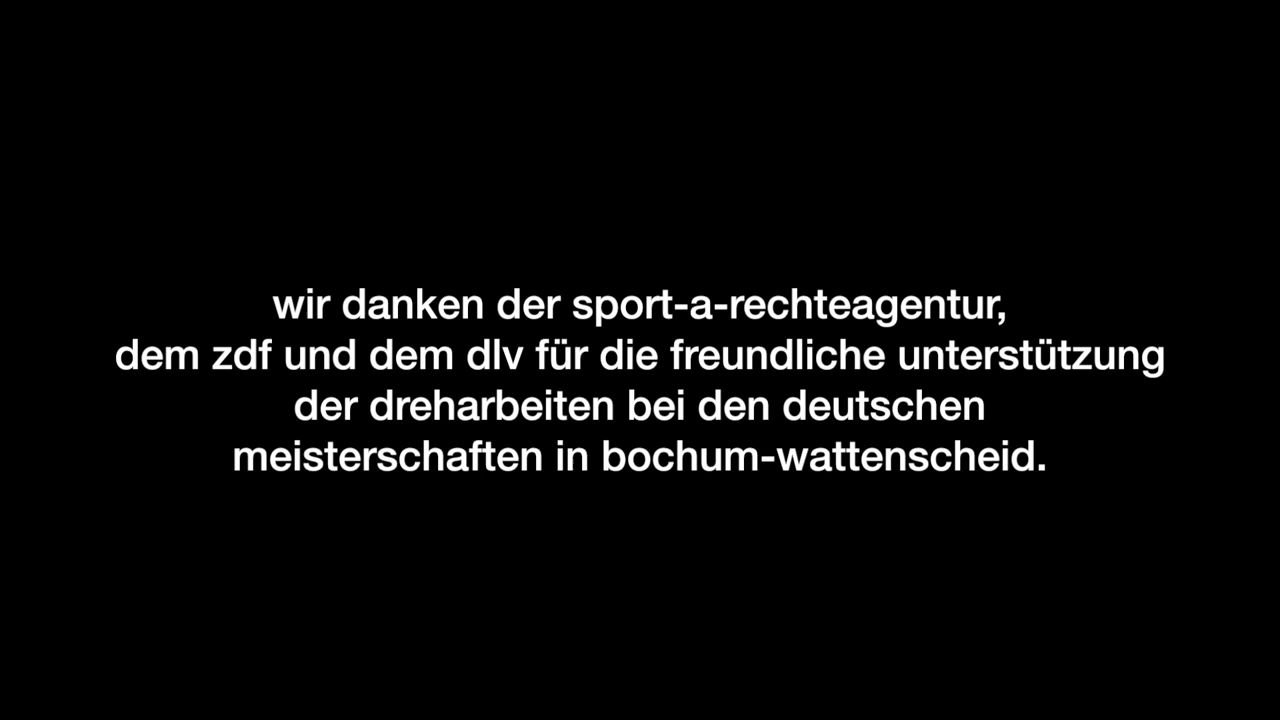 wir danken der sport-a-rechteagentur,
dem zdf und dem dlv für die freundliche unterstützung
der dreharbeiten bei den deutschen
meisterschaften in bochum-wattenscheid.